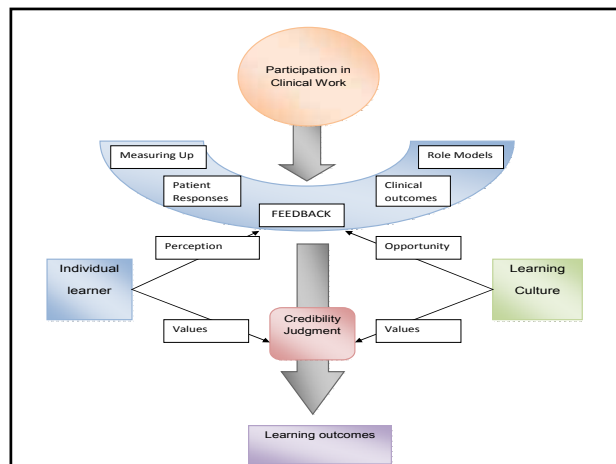 Participation in
Clinical Work
Measuring Up
Role Models
Patient
Responses
Clinical
outcomes
FEEDBACK
Perception
Opportunity
Individual
learner
Learning
Culture
Values
Credibility
Judgment
Values
Learning outcomes